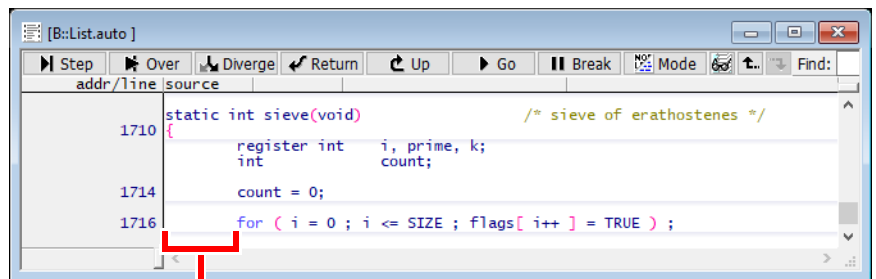 [B::List.auto ]
Step Over Diverge Return Up Go Break Mode Find:
addr/line source
static int sieve(void) /* sieve of erathostenes */
1710 {
register int i, prime, k;
int count;
1714 count = 0;
1716 for ( i = 0 ; i <= SIZE ; flags[ i++ ] = TRUE ) ;